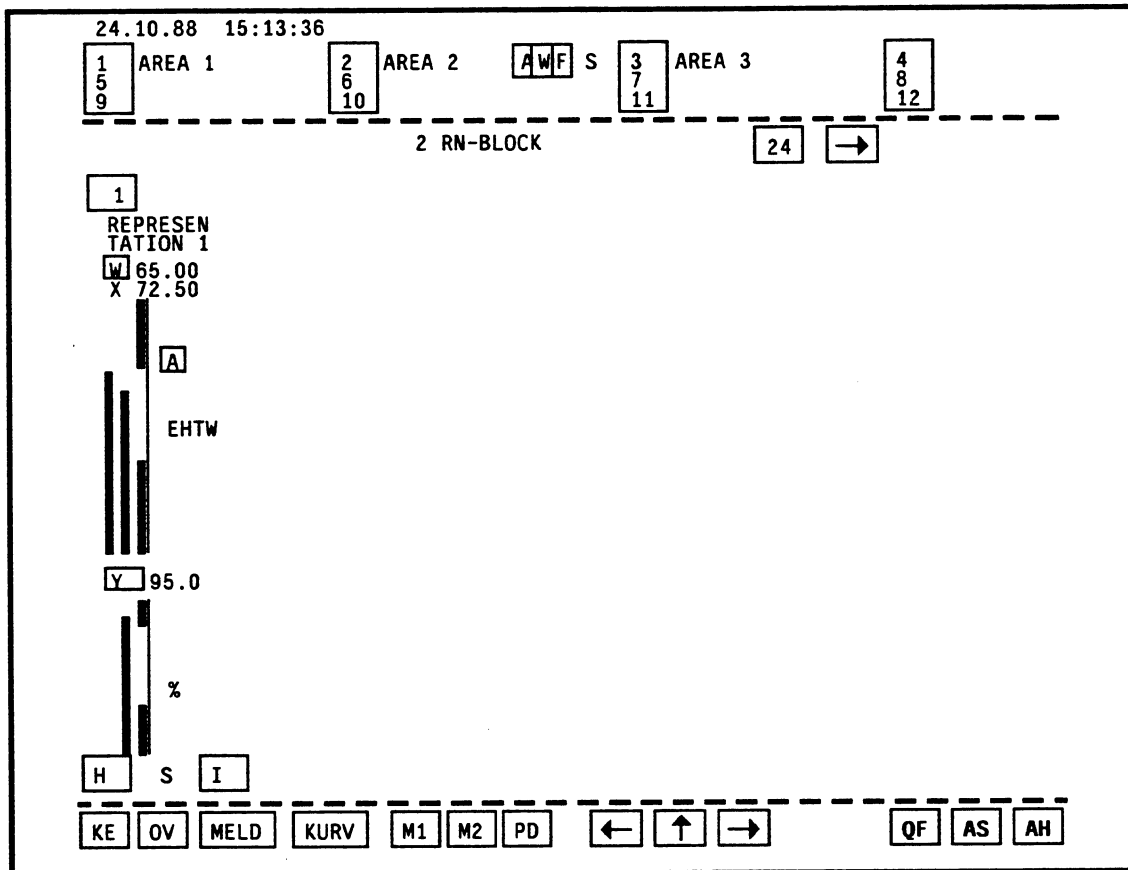 24.10.88 15:13:36
1 AREA 1 2 AREA 2 A W F S 3 AREA 3 4
5 6 7 8
9 10 11 12
2 RN-BLOCK 24 →
1
REPRESEN
TATION 1
W 65.00
X 72.50
A
EHTW
Y 95.0
%
H S I
KE OV MELD KURV M1 M2 PD ← ↑ → QF AS AH